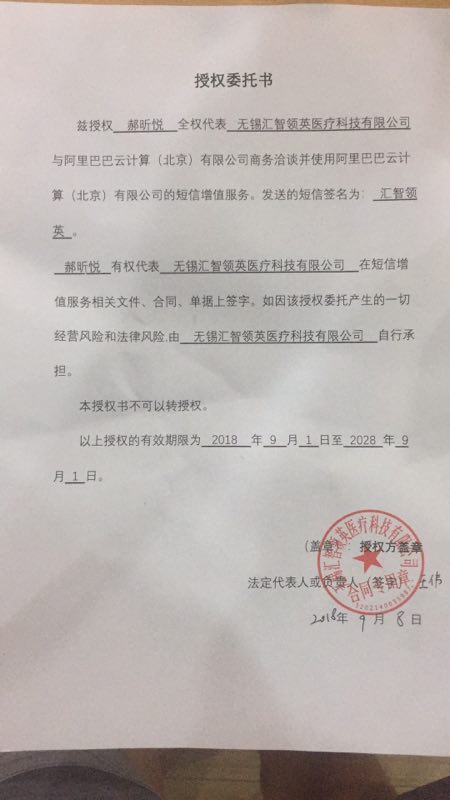 授权委托书
兹授权 郝昕悦 全权代表 无锡汇智领英医疗科技有限公司
与阿里巴巴云计算（北京）有限公司商务洽谈并使用阿里巴巴云计
算（北京）有限公司的短信增值服务。发送的短信签名为： 汇智领
英 。
郝昕悦 有权代表 无锡汇智领英医疗科技有限公司 在短信增
值服务相关文件、合同、单据上签字。如因该授权委托产生的一切
经营风险和法律风险,由 无锡汇智领英医疗科技有限公司 自行承
担。
本授权书不可以转授权。
以上授权的有效期限为 2018 年 9 月 1 日至 2028 年 9
月 1 日。
（盖章） 授权方盖章
无锡汇智领英医疗科技有限公司
合同专用章
法定代表人或负责人（签字）
2018年 9 月 8 日